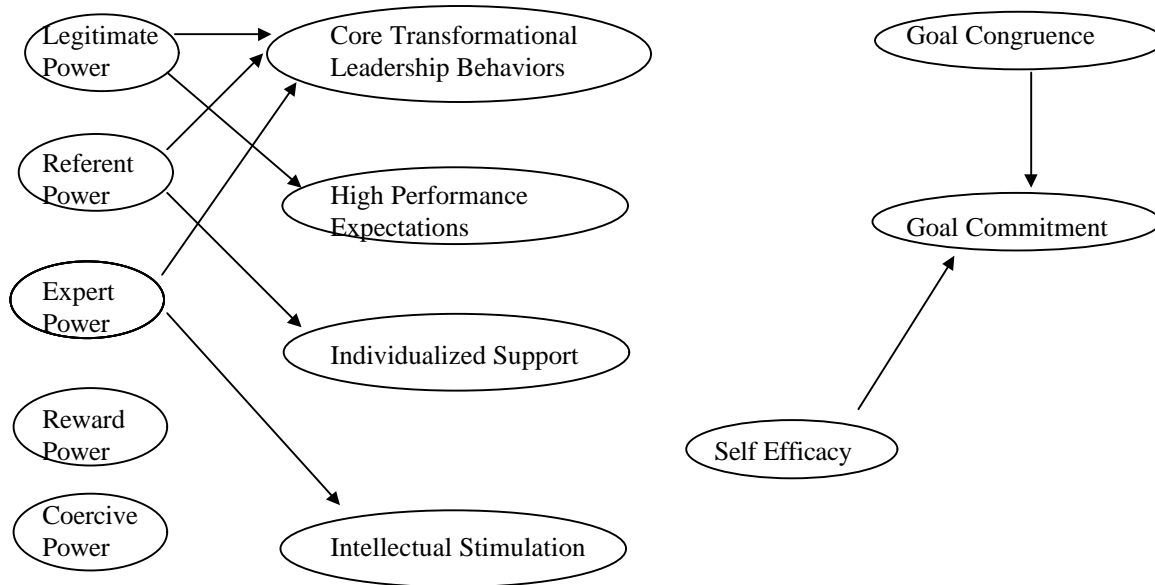 Legitimate
Power
Core Transformational
Leadership Behaviors
Goal Congruence
Referent
Power
High Performance
Expectations
Goal Commitment
Expert
Power
Individualized Support
Reward
Power
Self Efficacy
Coercive
Power
Intellectual Stimulation